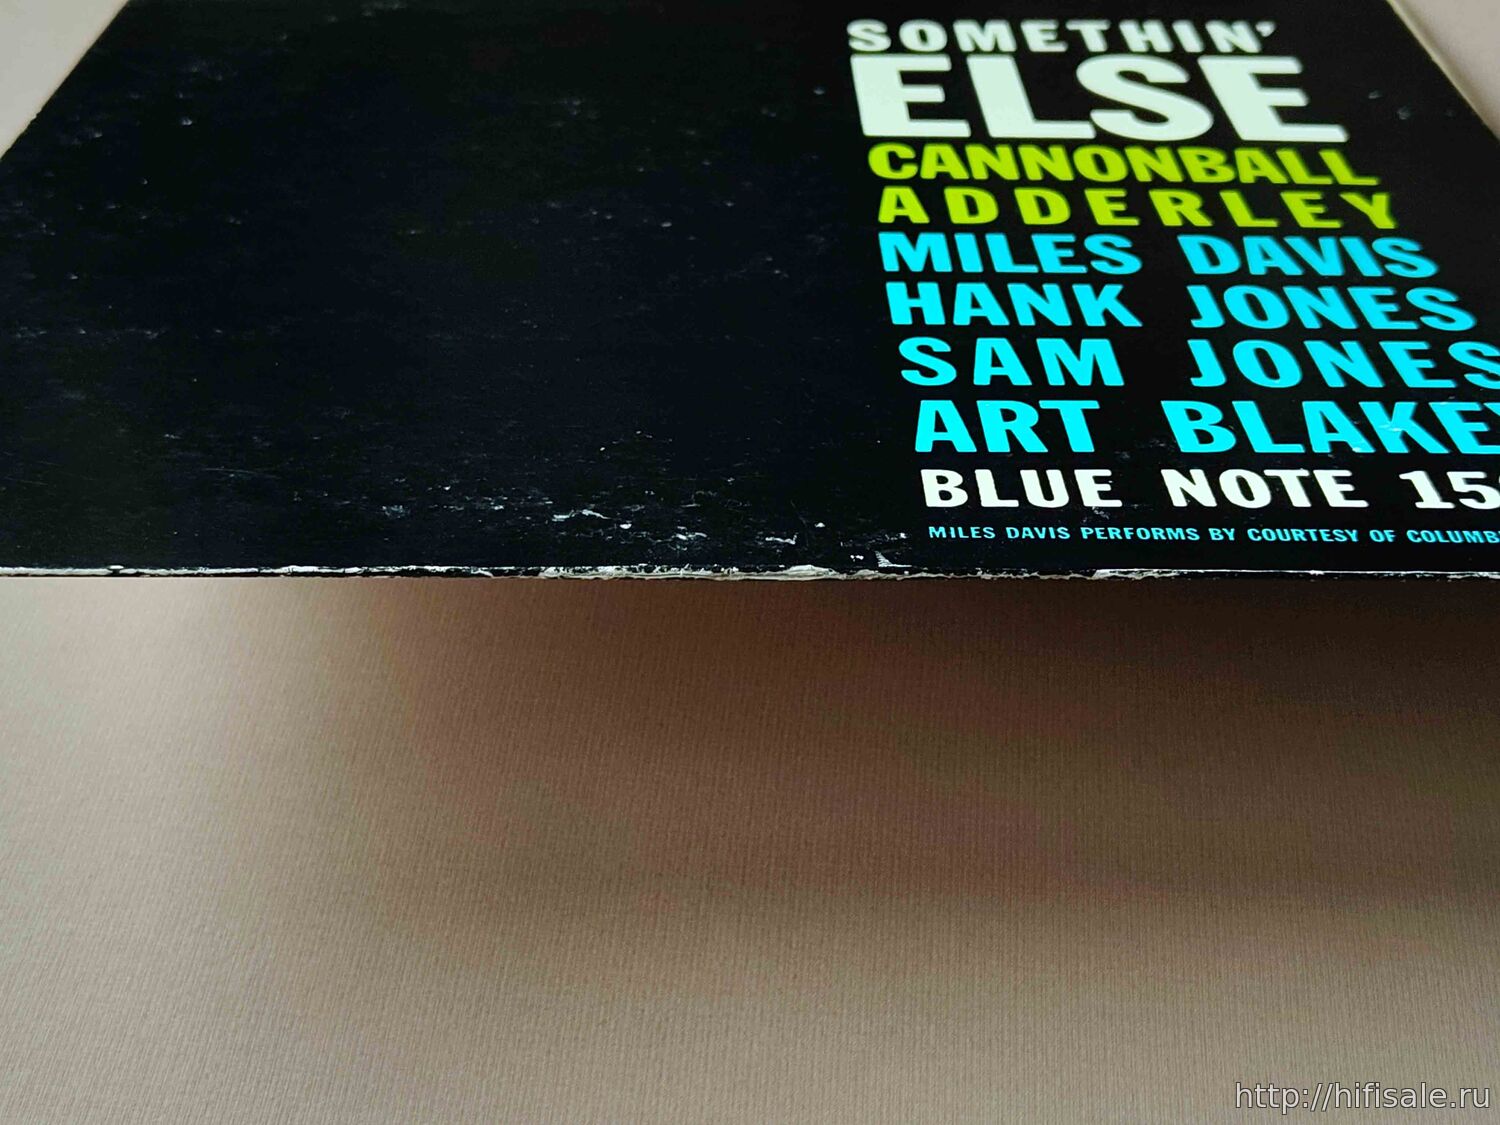 SOMETHIN'
ELSE
CANNONBALL
ADDERLEY
MILES DAVIS
HANK JONES
SAM JONES
ART BLAKEY
BLUE NOTE 15
MILES DAVIS PERFORMS BY COURTESY OF COLUMB
http://hifisale.ru